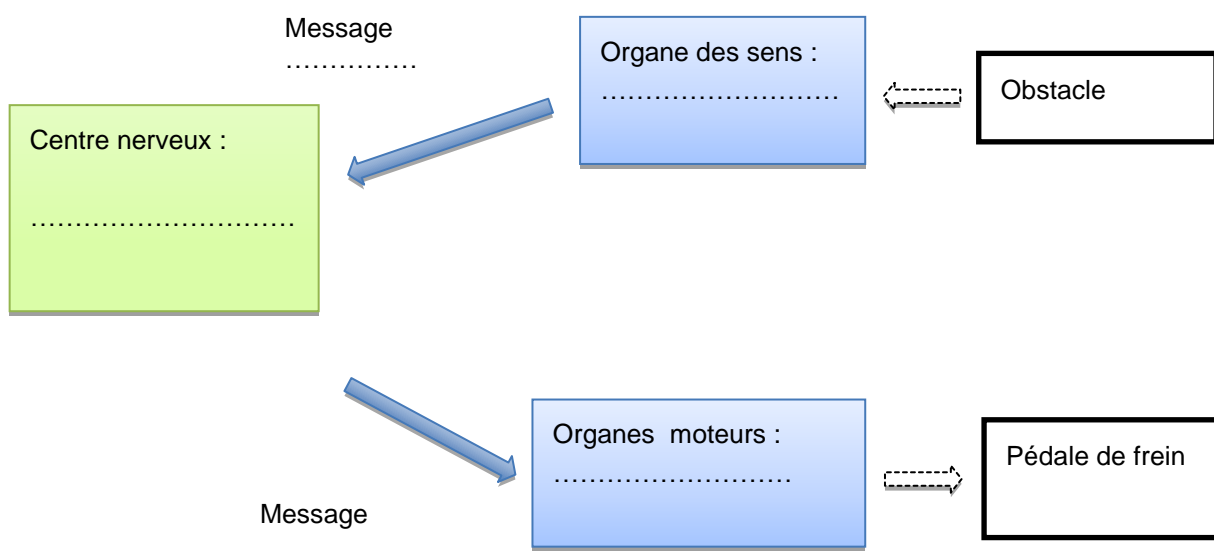 Message
……………
Organe des sens :
………………………
Obstacle
Centre nerveux :
…………………………
Organes  moteurs :
………………………
Pédale de frein
Message